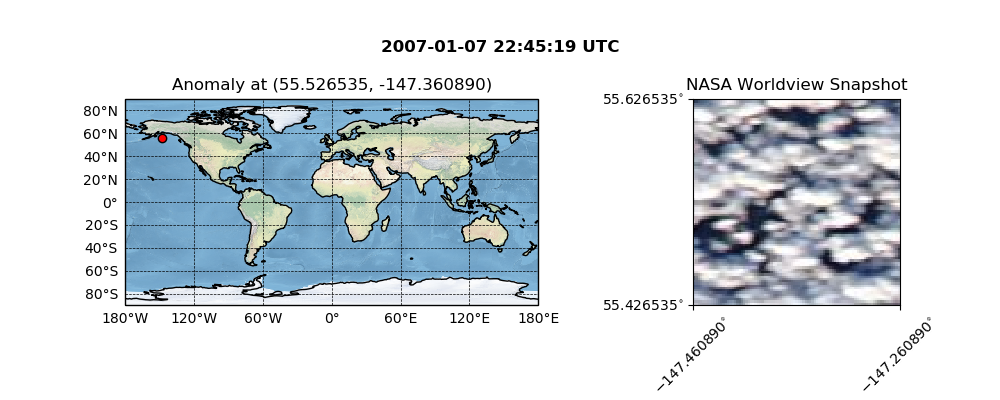 2007-01-07 22:45:19 UTC
Anomaly at (55.526535, -147.360890)
NASA Worldview Snapshot
80°N
60°N
40°N
20°N
0°
20°S
40°S
60°S
80°S
180°W 120°W 60°W 0° 60°E 120°E 180°E
55.626535°
55.426535°
−147.460890°
−147.260890°